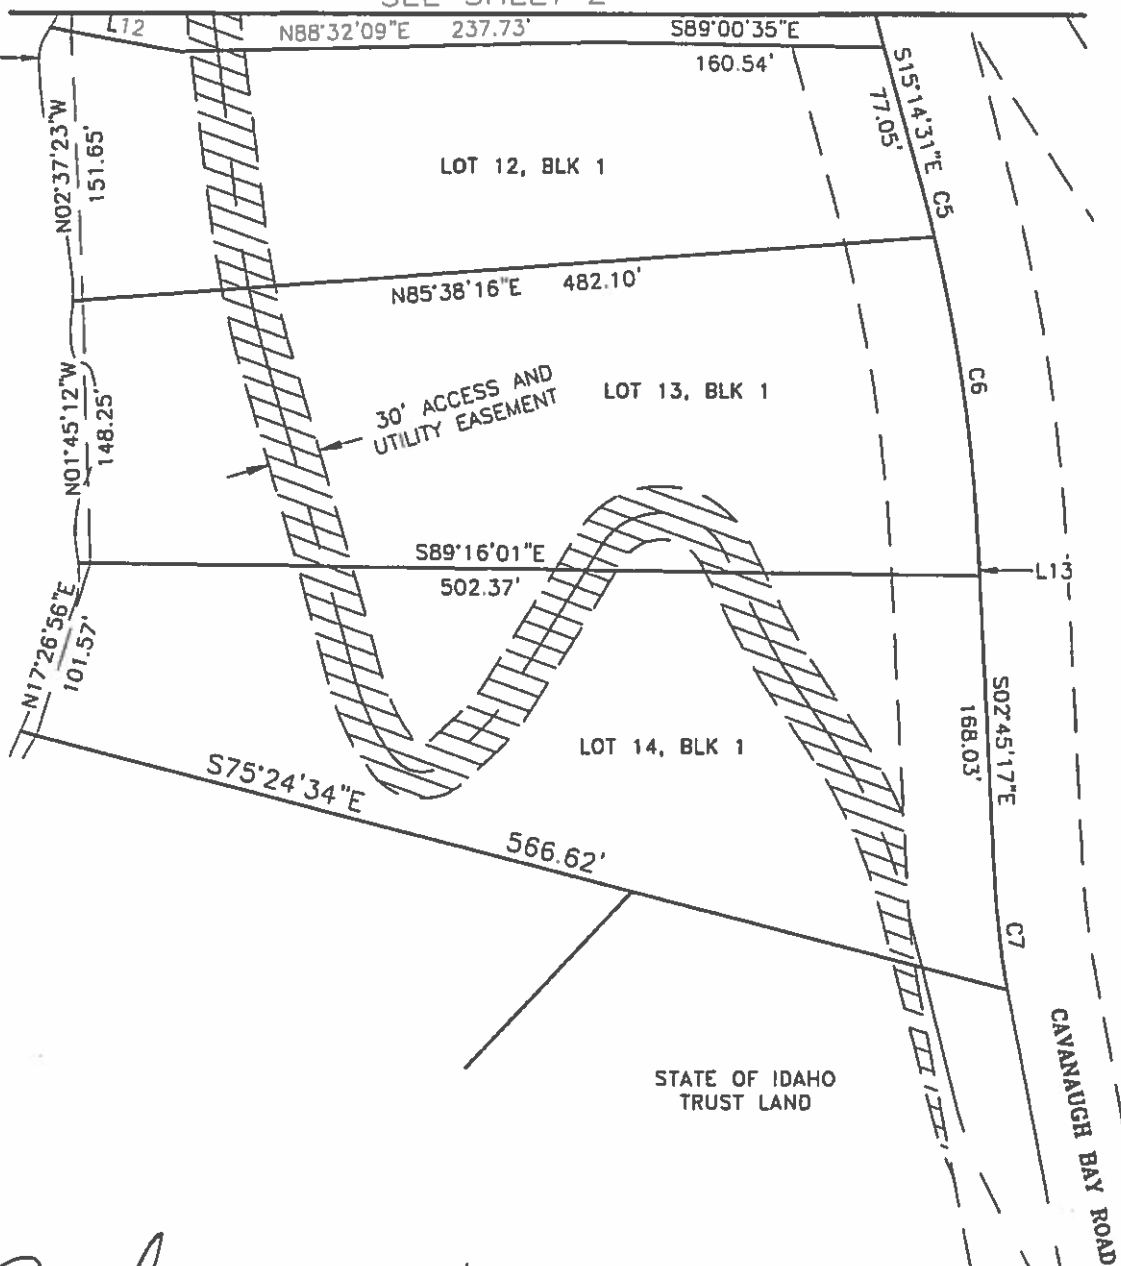 SEE SHEET 2
L12
N88°32'09"E 237.73'
S89°00'35"E
160.54'
S15°14'31"E
77.05'
C5
N02°37'23"W
151.65'
LOT 12, BLK 1
N85°38'16"E 482.10'
C6
N01°45'12"W
148.25'
30' ACCESS AND
UTILITY EASEMENT
LOT 13, BLK 1
S89°16'01"E
502.37'
L13
N17°26'56"E
101.57'
S02°45'17"E
168.03'
LOT 14, BLK 1
S75°24'34"E
566.62'
C7
STATE OF IDAHO
TRUST LAND
CAVANAUGH BAY ROAD